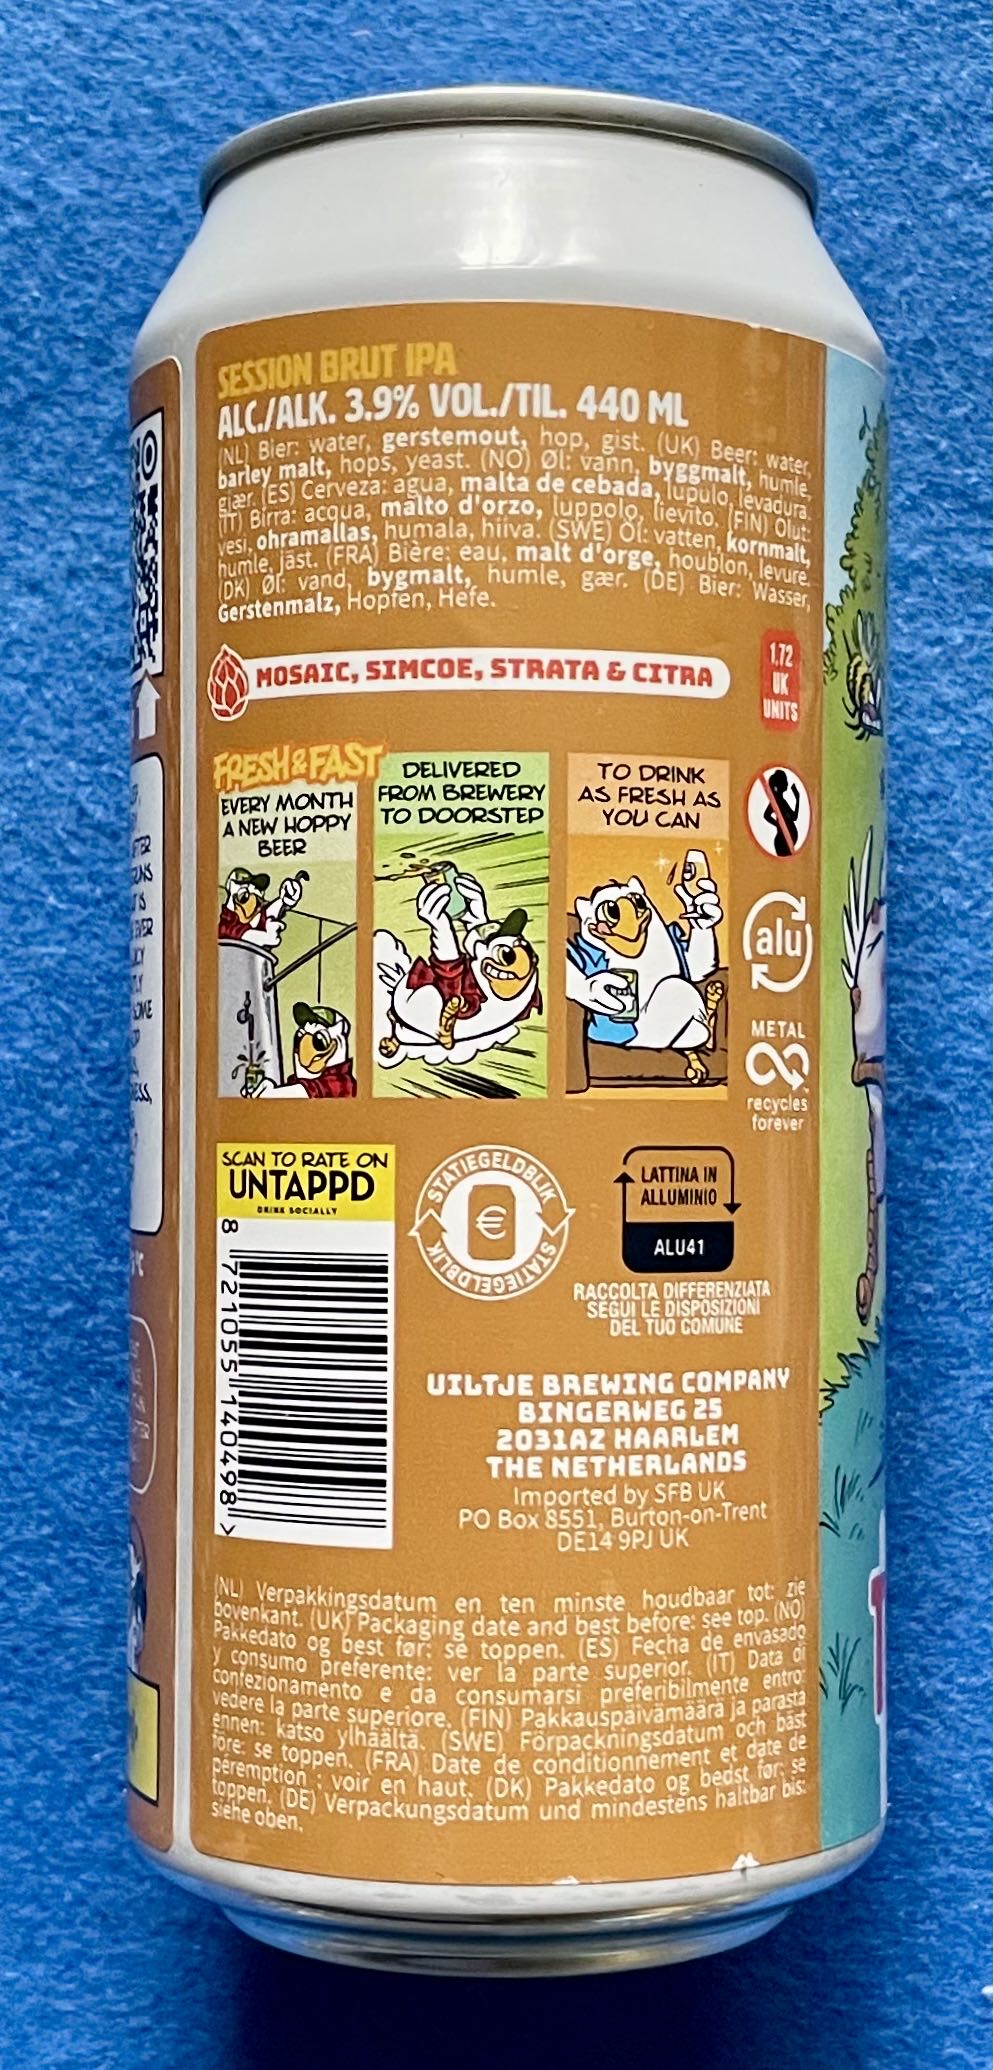 SESSION BRUT IPA
ALC./ALK. 3.9% VOL./TIL. 440 ML
(NL) Bier: water, gerstemout, hop, gist. (UK) Beer: water,
barley malt, hops, yeast. (NO) Øl: vann, byggmalt, humle,
gjær. (ES) Cerveza: agua, malta de cebada, lupulo, levadura.
(IT) Birra: acqua, malto d'orzo, luppolo, lievito. (FIN) Olut:
vesi, ohramallas, humala, hiiva. (SWE) Öl: vatten, kornmalt,
humle, jäst. (FRA) Bière: eau, malt d'orge, houblon, levure.
(DK) Øl: vand, bygmalt, humle, gær. (DE) Bier: Wasser,
Gerstenmalz, Hopfen, Hefe.
MOSAIC, SIMCOE, STRATA & CITRA
1.72
UK
UNITS
FRESH & FAST
EVERY MONTH
A NEW HOPPY
BEER
DELIVERED
FROM BREWERY
TO DOORSTEP
TO DRINK
AS FRESH AS
YOU CAN
alu
METAL
recycles
forever
SCAN TO RATE ON
UNTAPPD
DRINK SOCIALLY
8 721055 140498 >
STATIEGELDBLIK
€
STATIEGELDBLIK
LATTINA IN
ALLUMINIO
ALU41
RACCOLTA DIFFERENZIATA
SEGUI LE DISPOSIZIONI
DEL TUO COMUNE
UILTJE BREWING COMPANY
BINGERWEG 25
2031AZ HAARLEM
THE NETHERLANDS
Imported by SFB UK
PO Box 8551, Burton-on-Trent
DE14 9PJ UK
(NL) Verpakkingsdatum en ten minste houdbaar tot: zie
bovenkant. (UK) Packaging date and best before: see top. (NO)
Pakkedato og best før: se toppen. (ES) Fecha de envasado
y consumo preferente: ver la parte superior. (IT) Data di
confezionamento e da consumarsi preferibilmente entro:
vedere la parte superiore. (FIN) Pakkauspäivämäärä ja parasta
ennen: katso ylhäältä. (SWE) Förpackningsdatum och bäst
före: se toppen. (FRA) Date de conditionnement et date de
péremption : voir en haut. (DK) Pakkedato og bedst før: se
toppen. (DE) Verpackungsdatum und mindestens haltbar bis:
siehe oben.